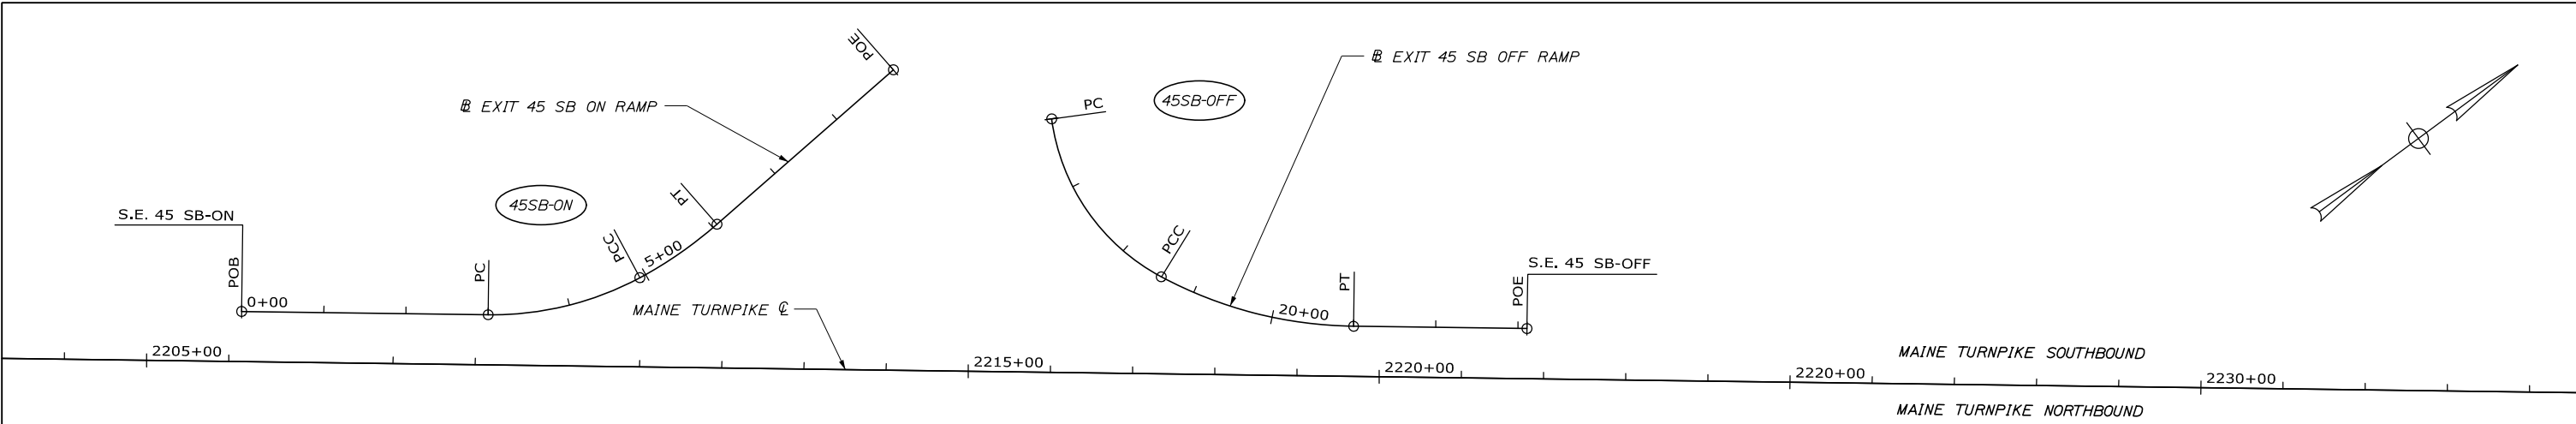 POE
℄ EXIT 45 SB OFF RAMP
45SB-OFF
PC
℄ EXIT 45 SB ON RAMP
PT
45SB-ON
S.E. 45 SB-ON
PCC
5+00
PCC
POB
PC
S.E. 45 SB-OFF
PT
POE
0+00
MAINE TURNPIKE ℄
20+00
2205+00
2215+00
2220+00
2220+00
2230+00
MAINE TURNPIKE SOUTHBOUND
MAINE TURNPIKE NORTHBOUND